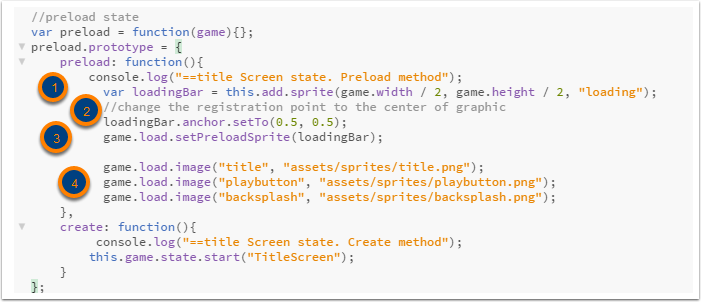 //preload state
var preload = function(game){};
preload.prototype = {
preload: function(){
console.log("==title Screen state. Preload method");
1 var loadingBar = this.add.sprite(game.width / 2, game.height / 2, "loading");
2 //change the registration point to the center of graphic
loadingBar.anchor.setTo(0.5, 0.5);
3 game.load.setPreloadSprite(loadingBar);
game.load.image("title", "assets/sprites/title.png");
4 game.load.image("playbutton", "assets/sprites/playbutton.png");
game.load.image("backsplash", "assets/sprites/backsplash.png");
},
create: function(){
console.log("==title Screen state. Create method");
this.game.state.start("TitleScreen");
}
};